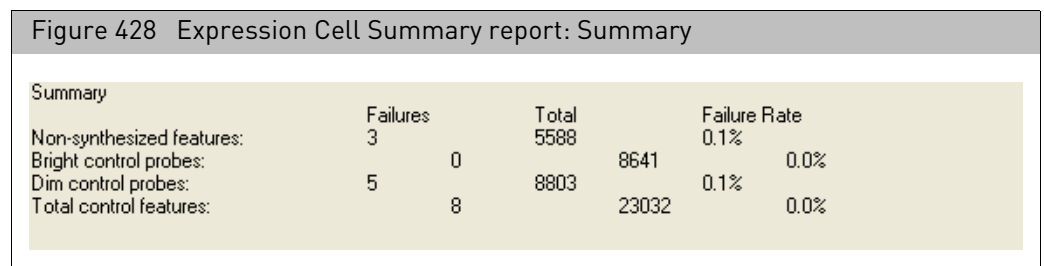 Figure 428 Expression Cell Summary report: Summary
Summary
Failures Total Failure Rate
Non-synthesized features: 3 5588 0.1%
Bright control probes: 0 8641 0.0%
Dim control probes: 5 8803 0.1%
Total control features: 8 23032 0.0%